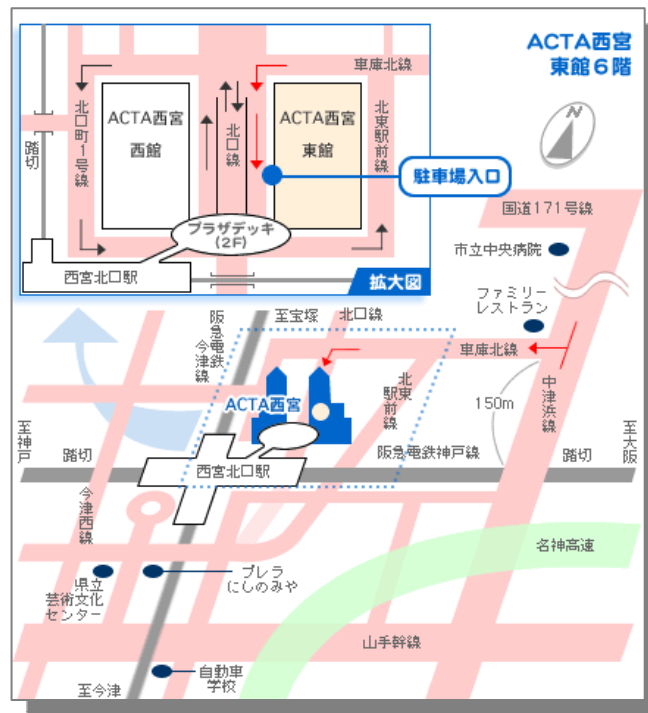 ACTA西宮
東館６階
車庫北線
北口町１号線
ACTA西宮
西館
北口線
ACTA西宮
東館
北東駅前線
踏切
駐車場入口
プラザデッキ
(2F)
西宮北口駅
拡大図
国道171号線
市立中央病院
ファミリー
レストラン
阪急電鉄
今津線
至宝塚
北口線
車庫北線
ACTA西宮
北東
駅前線
150m
中津浜線
至神戸
踏切
西宮北口駅
阪急電鉄神戸線
踏切
至大阪
今津西線
名神高速
県立
芸術文化
センター
プレラ
にしのみや
山手幹線
自動車
学校
至今津